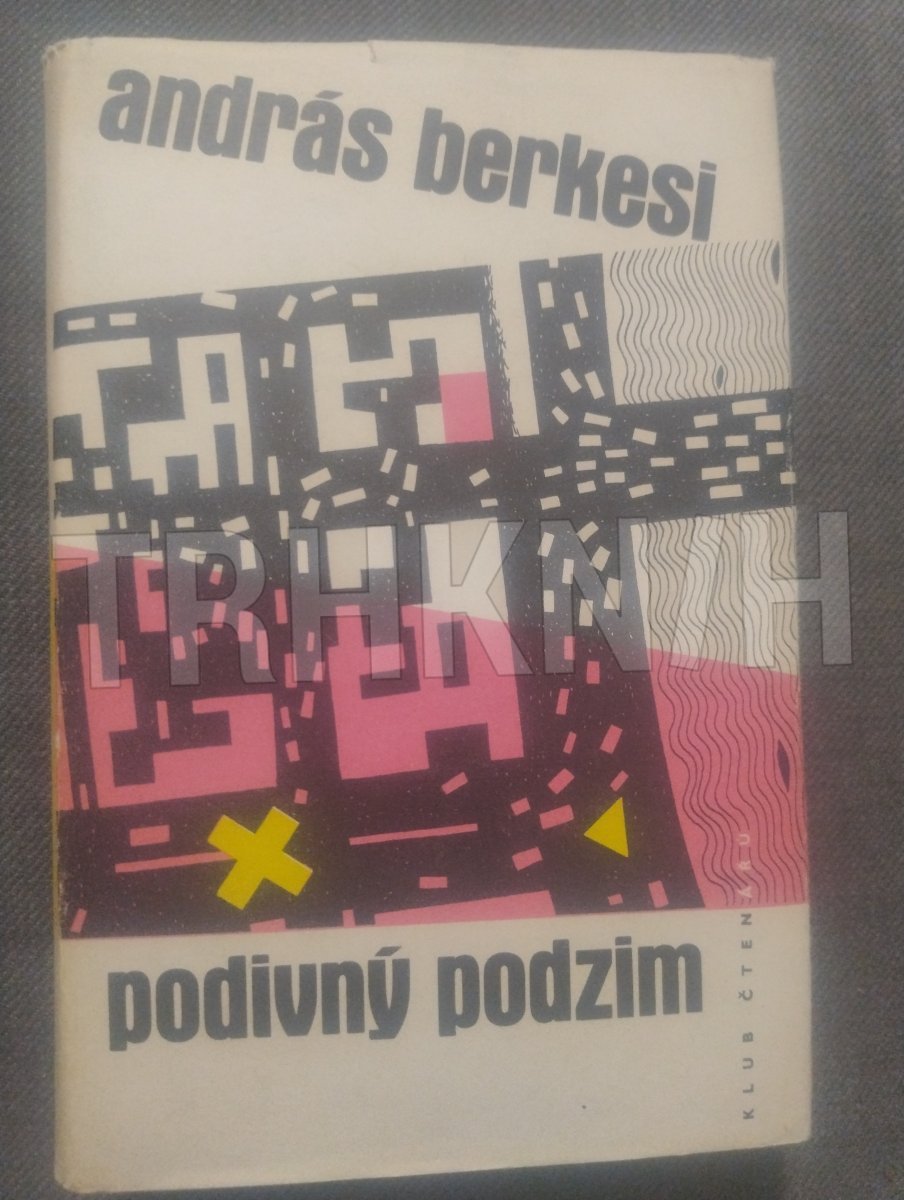 andrás berkesi
TRHKNIH
podivný podzim
KLUB ČTENÁŘŮ